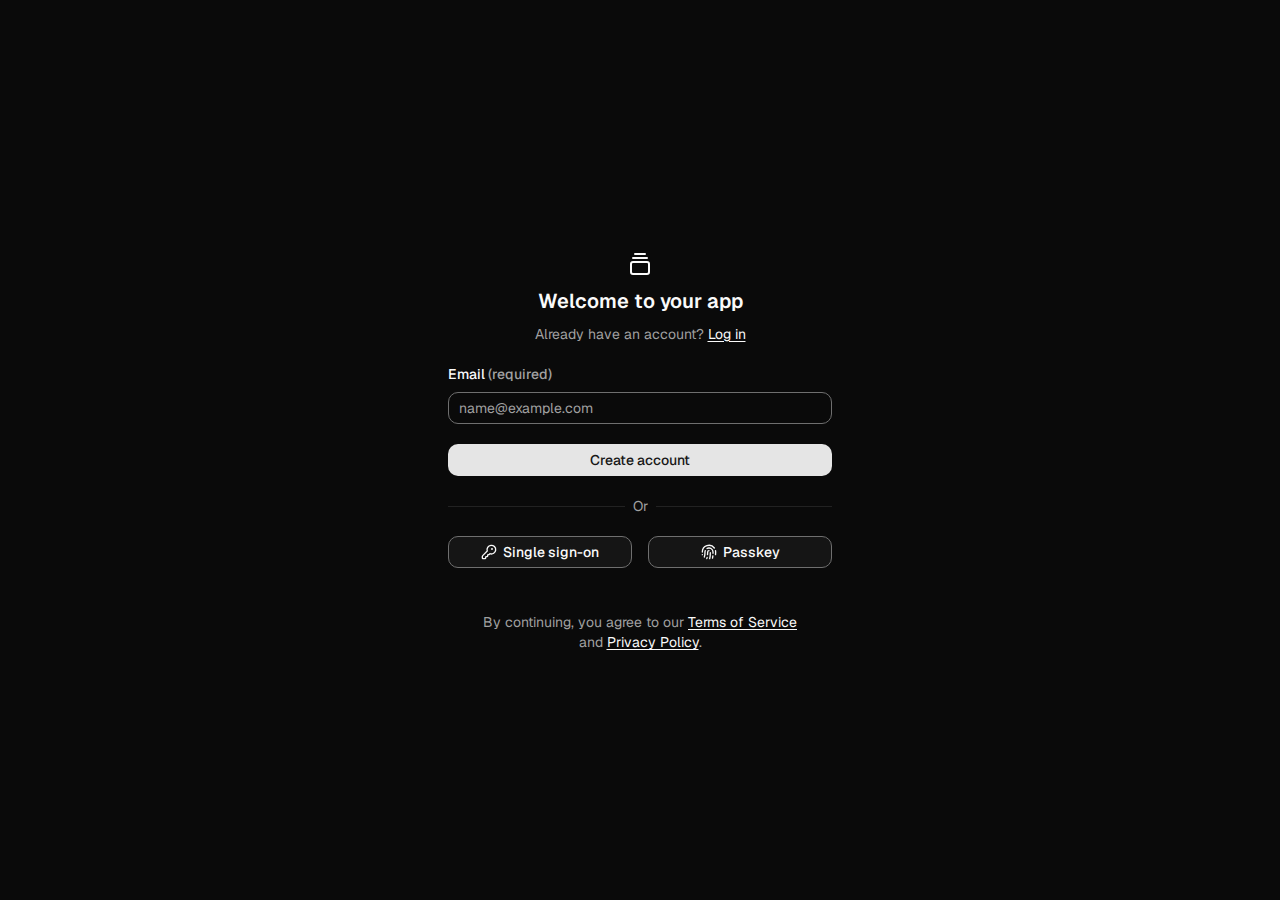 Welcome to your app
Already have an account? Log in
Email (required)
name@example.com
Create account
Or
Single sign-on
Passkey
By continuing, you agree to our Terms of Service
and Privacy Policy.